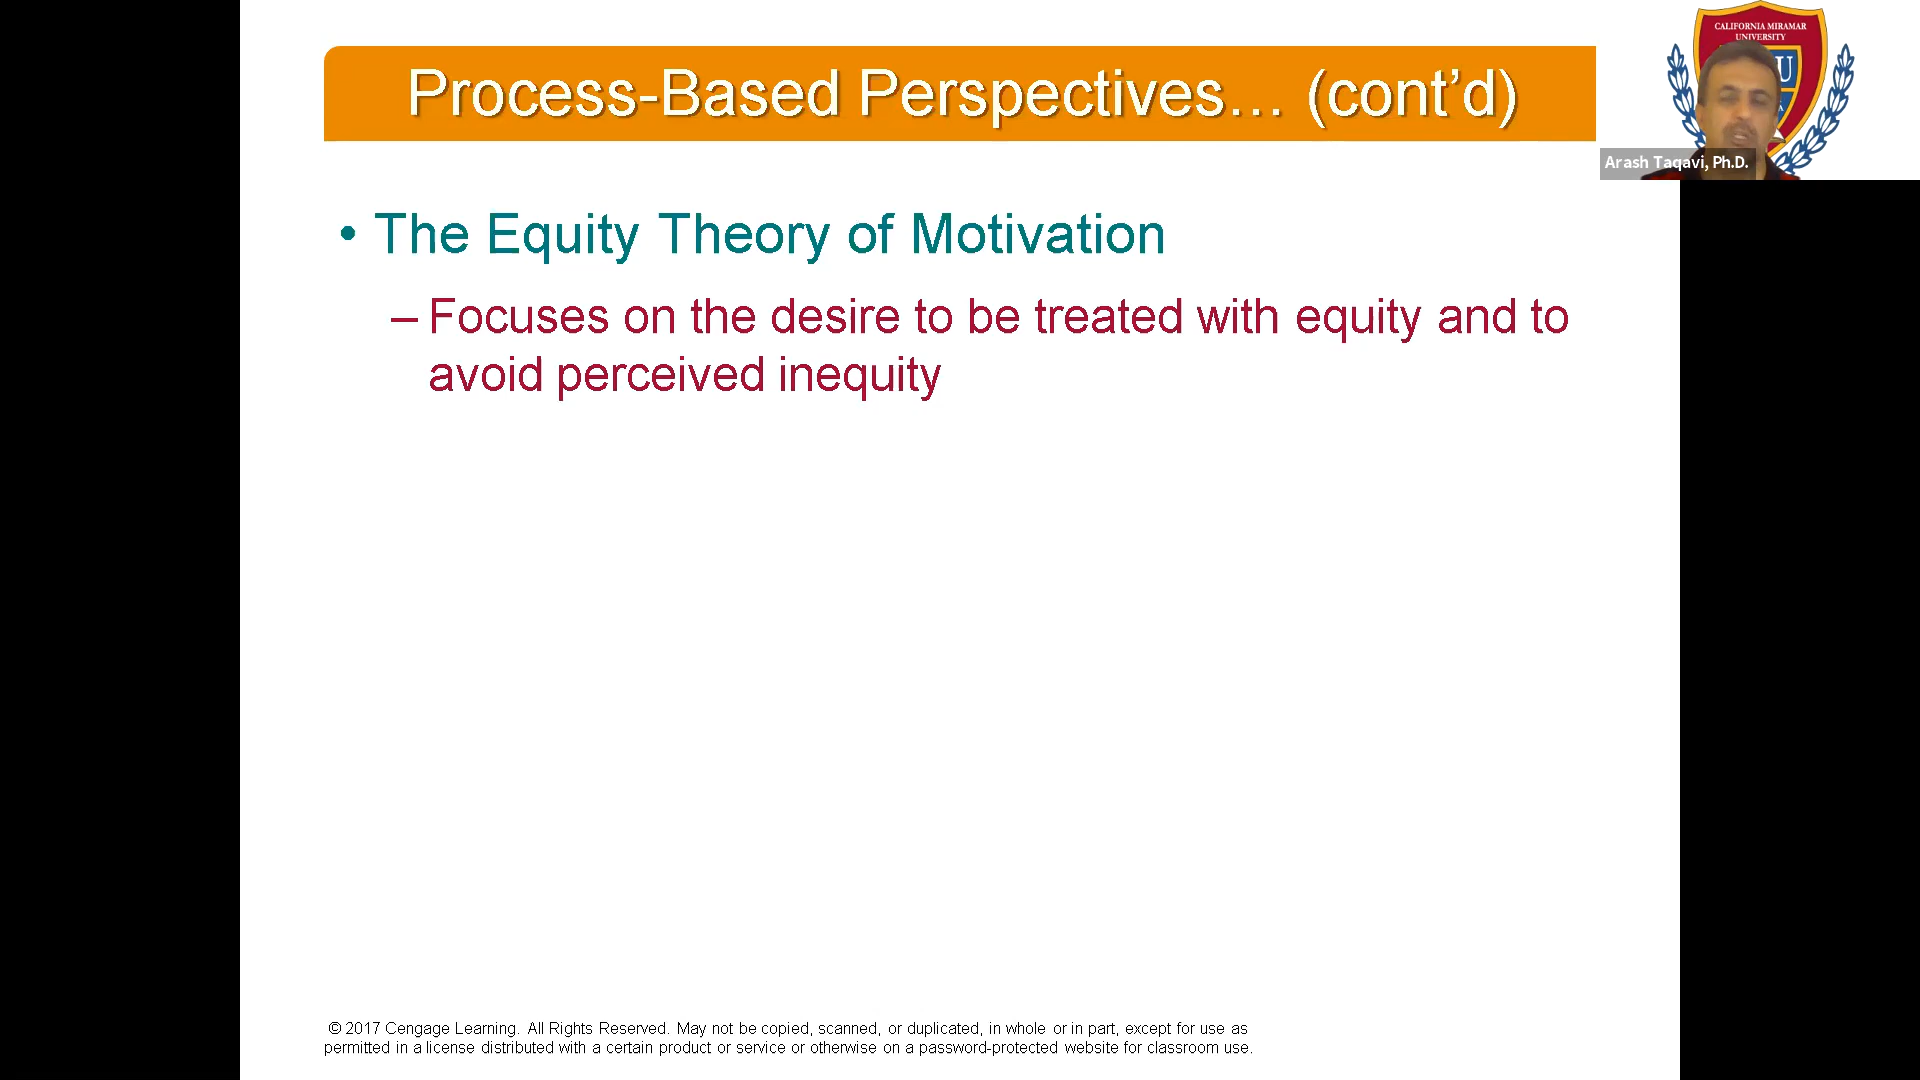 Process-Based Perspectives… (cont’d)
CALIFORNIA MIRAMAR
UNIVERSITY
U
Arash Taqavi, Ph.D.
• The Equity Theory of Motivation
– Focuses on the desire to be treated with equity and to
avoid perceived inequity
© 2017 Cengage Learning. All Rights Reserved. May not be copied, scanned, or duplicated, in whole or in part, except for use as
permitted in a license distributed with a certain product or service or otherwise on a password-protected website for classroom use.